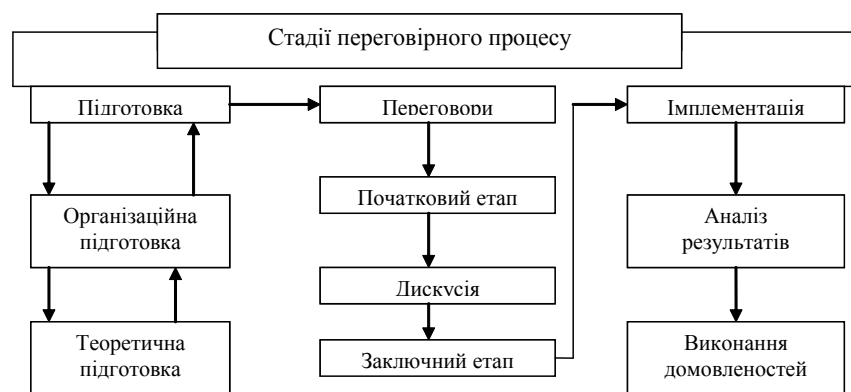 Стадії переговірного процесу
Підготовка
Переговори
Імплементація
Початковий етап
Організаційна
підготовка
Аналіз
результатів
Дискусія
Теоретична
підготовка
Заключний етап
Виконання
домовленостей